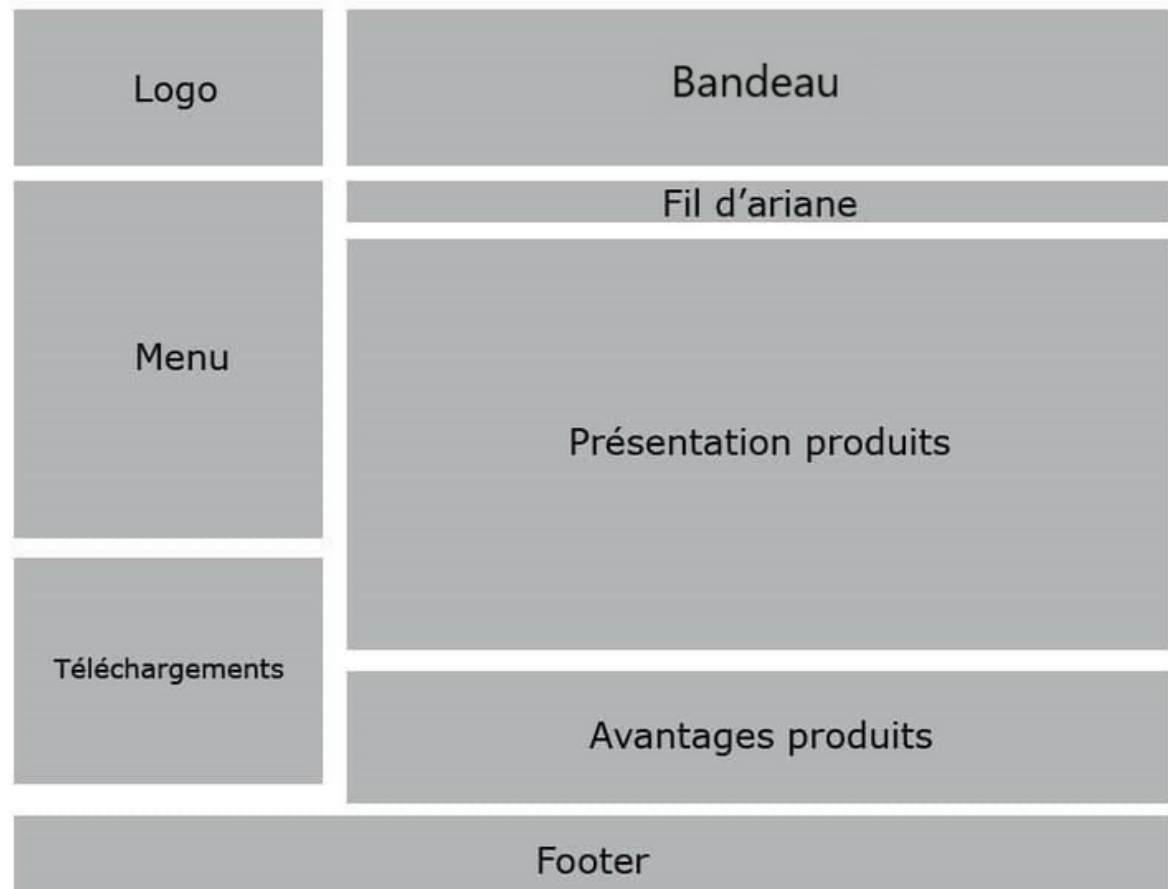 Logo
Bandeau
Fil d’ariane
Menu
Présentation produits
Téléchargements
Avantages produits
Footer